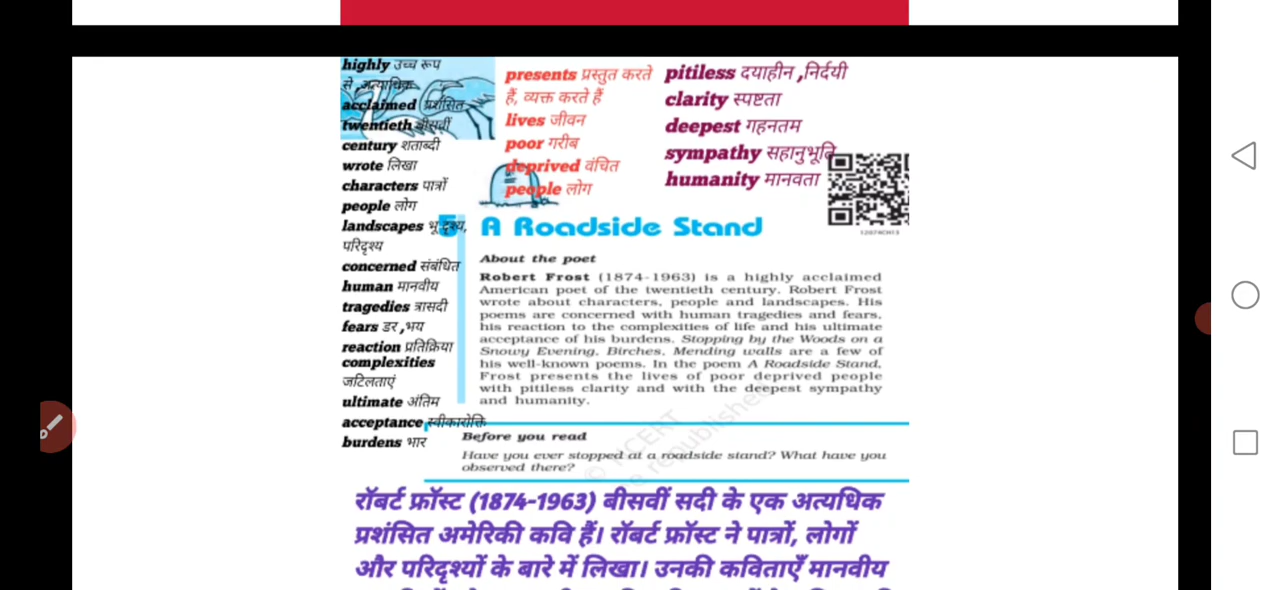 highly उच्च रूप
से ,अत्याधिक
acclaimed प्रशंसित
twentieth बीसवीं
century शताब्दी
wrote लिखा
characters पात्रों
people लोग
landscapes भू दृश्य,
परिदृश्य
concerned संबंधित
human मानवीय
tragedies त्रासदी
fears डर ,भय
reaction प्रतिक्रिया
complexities
जटिलताएं
ultimate अंतिम
acceptance स्वीकारोक्ति
burdens भार
presents प्रस्तुत करते
हैं, व्यक्त करते हैं
lives जीवन
poor गरीब
deprived वंचित
people लोग
pitiless दयाहीन ,निर्दयी
clarity स्पष्टता
deepest गहनतम
sympathy सहानुभूति
humanity मानवता
12074CH13
5 A Roadside Stand
About the poet
Robert Frost (1874-1963) is a highly acclaimed
American poet of the twentieth century. Robert Frost
wrote about characters, people and landscapes. His
poems are concerned with human tragedies and fears,
his reaction to the complexities of life and his ultimate
acceptance of his burdens. Stopping by the Woods on a
Snowy Evening, Birches, Mending walls are a few of
his well-known poems. In the poem A Roadside Stand,
Frost presents the lives of poor deprived people
with pitiless clarity and with the deepest sympathy
and humanity.
© NCERT
be republished
Before you read
Have you ever stopped at a roadside stand? What have you
observed there?
रॉबर्ट फ्रॉस्ट (1874-1963) बीसवीं सदी के एक अत्यधिक
प्रशंसित अमेरिकी कवि हैं। रॉबर्ट फ्रॉस्ट ने पात्रों, लोगों
और परिदृश्यों के बारे में लिखा। उनकी कविताएँ मानवीय